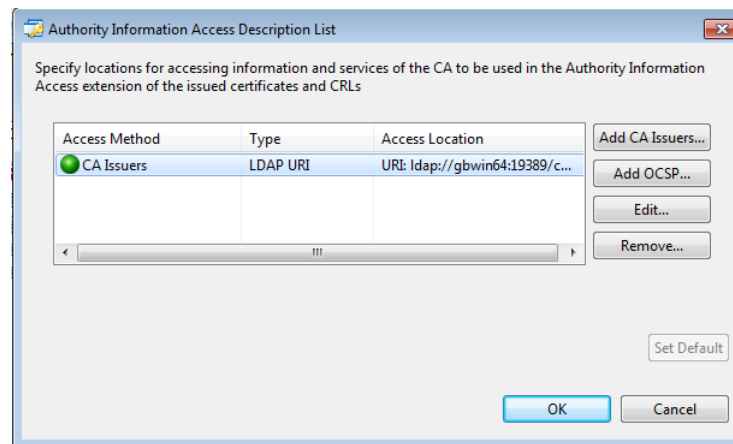 Authority Information Access Description List
Specify locations for accessing information and services of the CA to be used in the Authority Information
Access extension of the issued certificates and CRLs
Access Method Type Access Location
CA Issuers LDAP URI URI: ldap://gbwin64:19389/c...
Add CA Issuers...
Add OCSP...
Edit...
Remove...
Set Default
OK Cancel